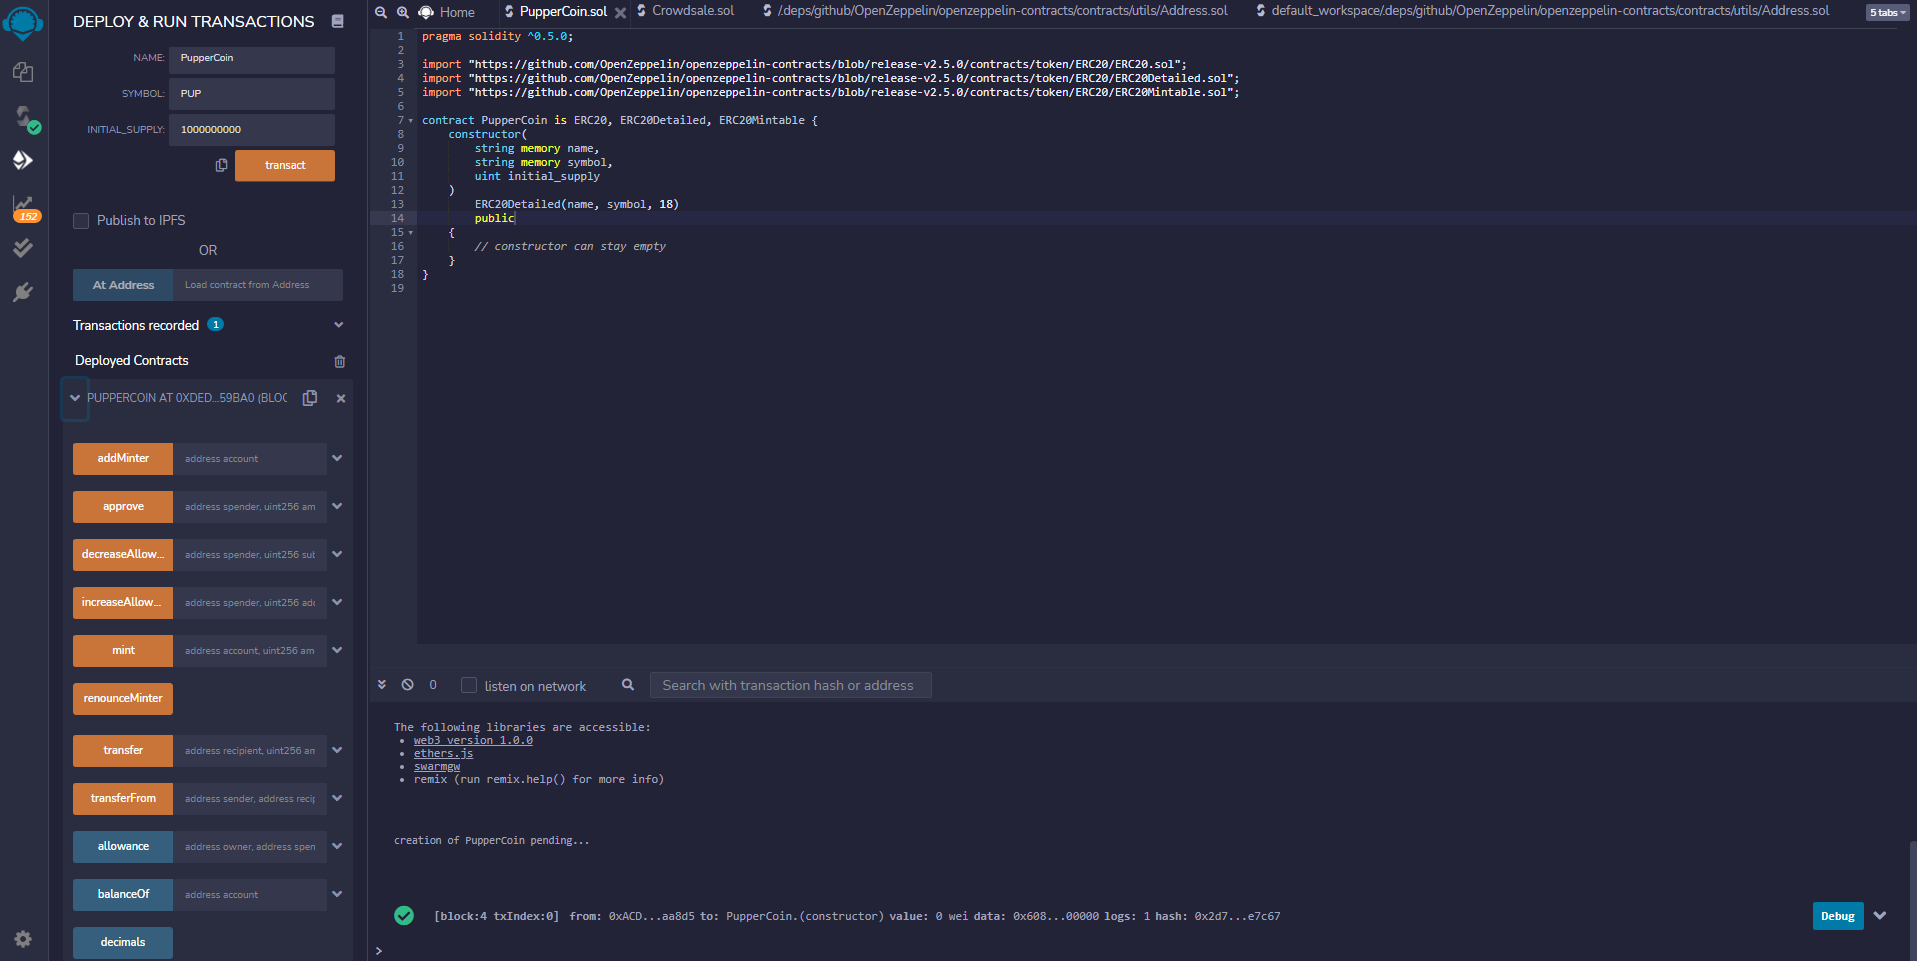 DEPLOY & RUN TRANSACTIONS
NAME: PupperCoin
SYMBOL: PUP
INITIAL_SUPPLY: 1000000000
transact
152
Publish to IPFS
OR
At Address Load contract from Address
Transactions recorded 1
Deployed Contracts
PUPPERCOIN AT 0XDED...59BA0 (BLOC
addMinter address account
approve address spender, uint256 am
decreaseAllow... address spender, uint256 sub
increaseAllow... address spender, uint256 add
mint address account, uint256 am
renounceMinter
transfer address recipient, uint256 am
transferFrom address sender, address recip
allowance address owner, address spen
balanceOf address account
decimals
Home PupperCoin.sol Crowdsale.sol /.deps/github/OpenZeppelin/openzeppelin-contracts/contracts/utils/Address.sol default_workspace/.deps/github/OpenZeppelin/openzeppelin-contracts/contracts/utils/Address.sol 5 tabs
1 pragma solidity ^0.5.0;
2
3 import "https://github.com/OpenZeppelin/openzeppelin-contracts/blob/release-v2.5.0/contracts/token/ERC20/ERC20.sol";
4 import "https://github.com/OpenZeppelin/openzeppelin-contracts/blob/release-v2.5.0/contracts/token/ERC20/ERC20Detailed.sol";
5 import "https://github.com/OpenZeppelin/openzeppelin-contracts/blob/release-v2.5.0/contracts/token/ERC20/ERC20Mintable.sol";
6
7 contract PupperCoin is ERC20, ERC20Detailed, ERC20Mintable {
8 constructor(
9 string memory name,
10 string memory symbol,
11 uint initial_supply
12 )
13 ERC20Detailed(name, symbol, 18)
14 public
15 {
16 // constructor can stay empty
17 }
18 }
19
0 listen on network Search with transaction hash or address
The following libraries are accessible:
• web3 version 1.0.0
• ethers.js
• swarmgw
• remix (run remix.help() for more info)
creation of PupperCoin pending...
[block:4 txIndex:0] from: 0xACD...aa8d5 to: PupperCoin.(constructor) value: 0 wei data: 0x608...00000 logs: 1 hash: 0x2d7...e7c67 Debug
>